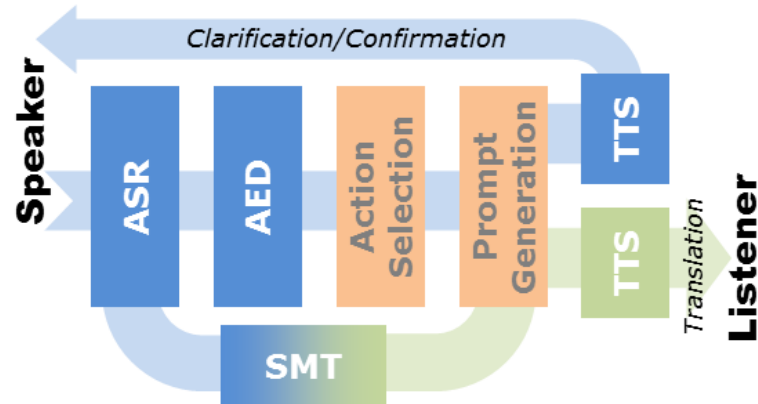 Clarification/Confirmation
Speaker
ASR
AED
Action
Selection
Prompt
Generation
TTS
TTS
Translation
Listener
SMT